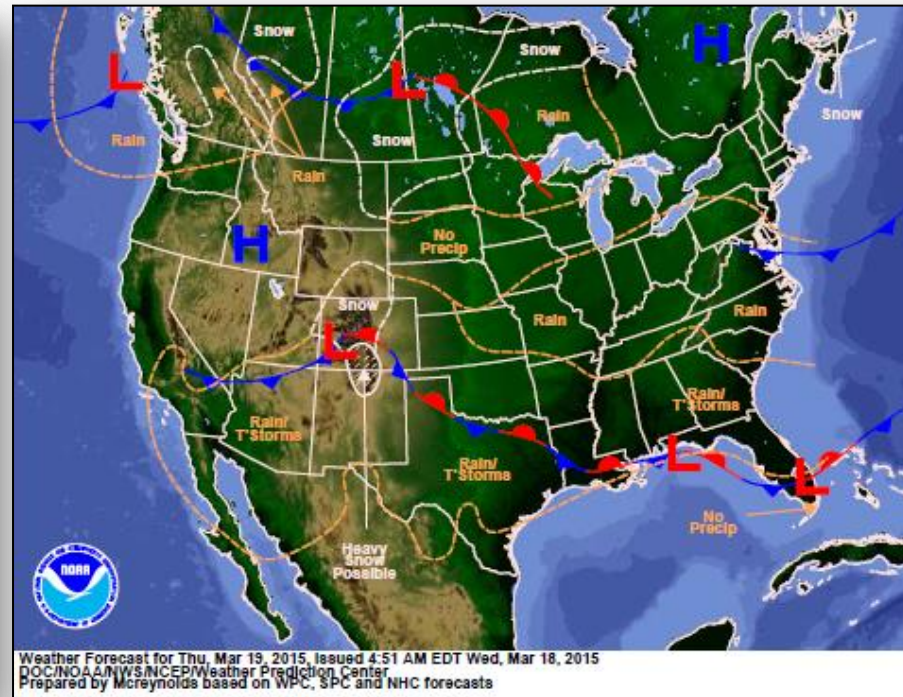 Snow
Snow
H
L
L
Snow
Rain
Rain
Snow
Rain
H
No
Precip
Snow
Rain
Rain
L
Rain/
T'Storms
Rain/
T'Storms
Rain/
T'Storms
L
L
No
Precip
Heavy
Snow
Possible
NOAA
Weather Forecast for Thu, Mar 19, 2015, Issued 4:51 AM EDT Wed, Mar 18, 2015
DOC/NOAA/NWS/NCEP/Weather Prediction Center
Prepared by Mcreynolds based on WPC, SPC and NHC forecasts